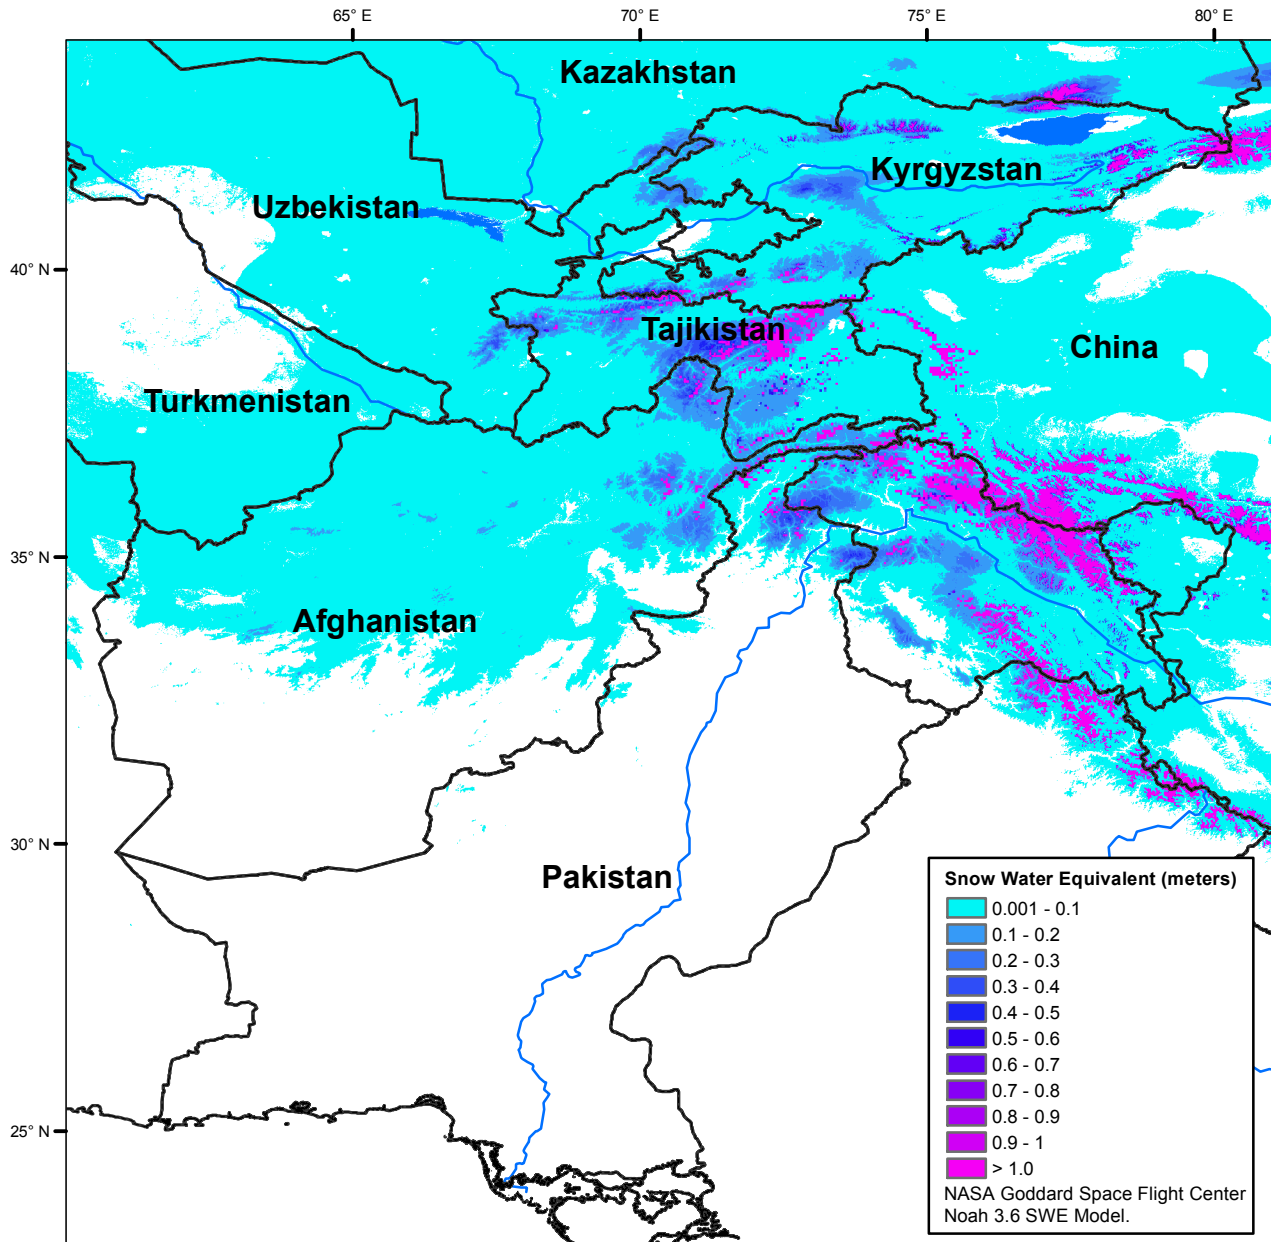 65° E
70° E
75° E
80° E
Kazakhstan
Kyrgyzstan
Uzbekistan
40° N
Tajikistan
China
Turkmenistan
35° N
Afghanistan
30° N
Pakistan
25° N
Snow Water Equivalent (meters)
0.001 - 0.1
0.1 - 0.2
0.2 - 0.3
0.3 - 0.4
0.4 - 0.5
0.5 - 0.6
0.6 - 0.7
0.7 - 0.8
0.8 - 0.9
0.9 - 1
> 1.0
NASA Goddard Space Flight Center
Noah 3.6 SWE Model.